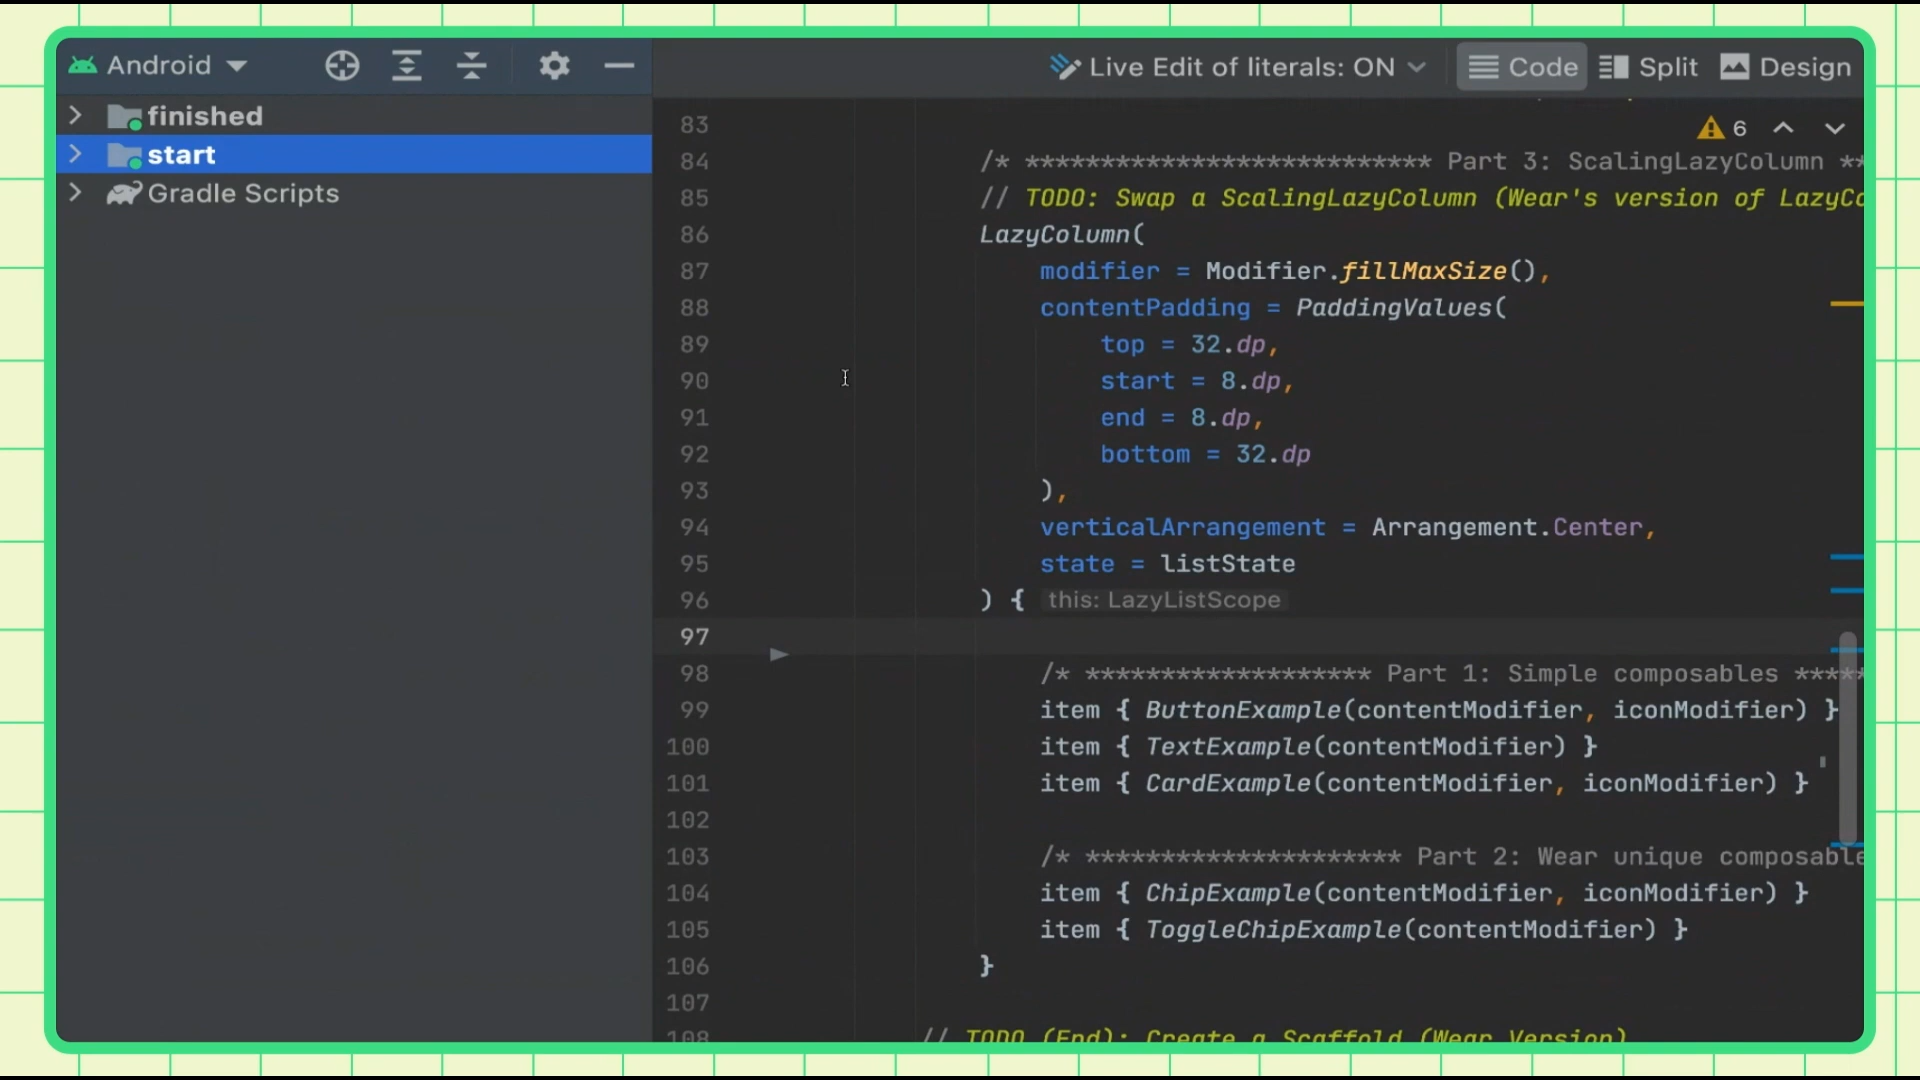 Android
Live Edit of literals: ON
Code
Split
Design
finished
start
Gradle Scripts
6
83
84 /* *************************** Part 3: ScalingLazyColumn **
85 // TODO: Swap a ScalingLazyColumn (Wear's version of LazyCo
86 LazyColumn(
87 modifier = Modifier.fillMaxSize(),
88 contentPadding = PaddingValues(
89 top = 32.dp,
90 start = 8.dp,
91 end = 8.dp,
92 bottom = 32.dp
93 ),
94 verticalArrangement = Arrangement.Center,
95 state = listState
96 ) { this: LazyListScope
97
98 /* ******************* Part 1: Simple composables *****
99 item { ButtonExample(contentModifier, iconModifier) }
100 item { TextExample(contentModifier) }
101 item { CardExample(contentModifier, iconModifier) }
102
103 /* ********************* Part 2: Wear unique composable
104 item { ChipExample(contentModifier, iconModifier) }
105 item { ToggleChipExample(contentModifier) }
106 }
107
108 // TODO (End): Create a Scaffold (Wear Version)